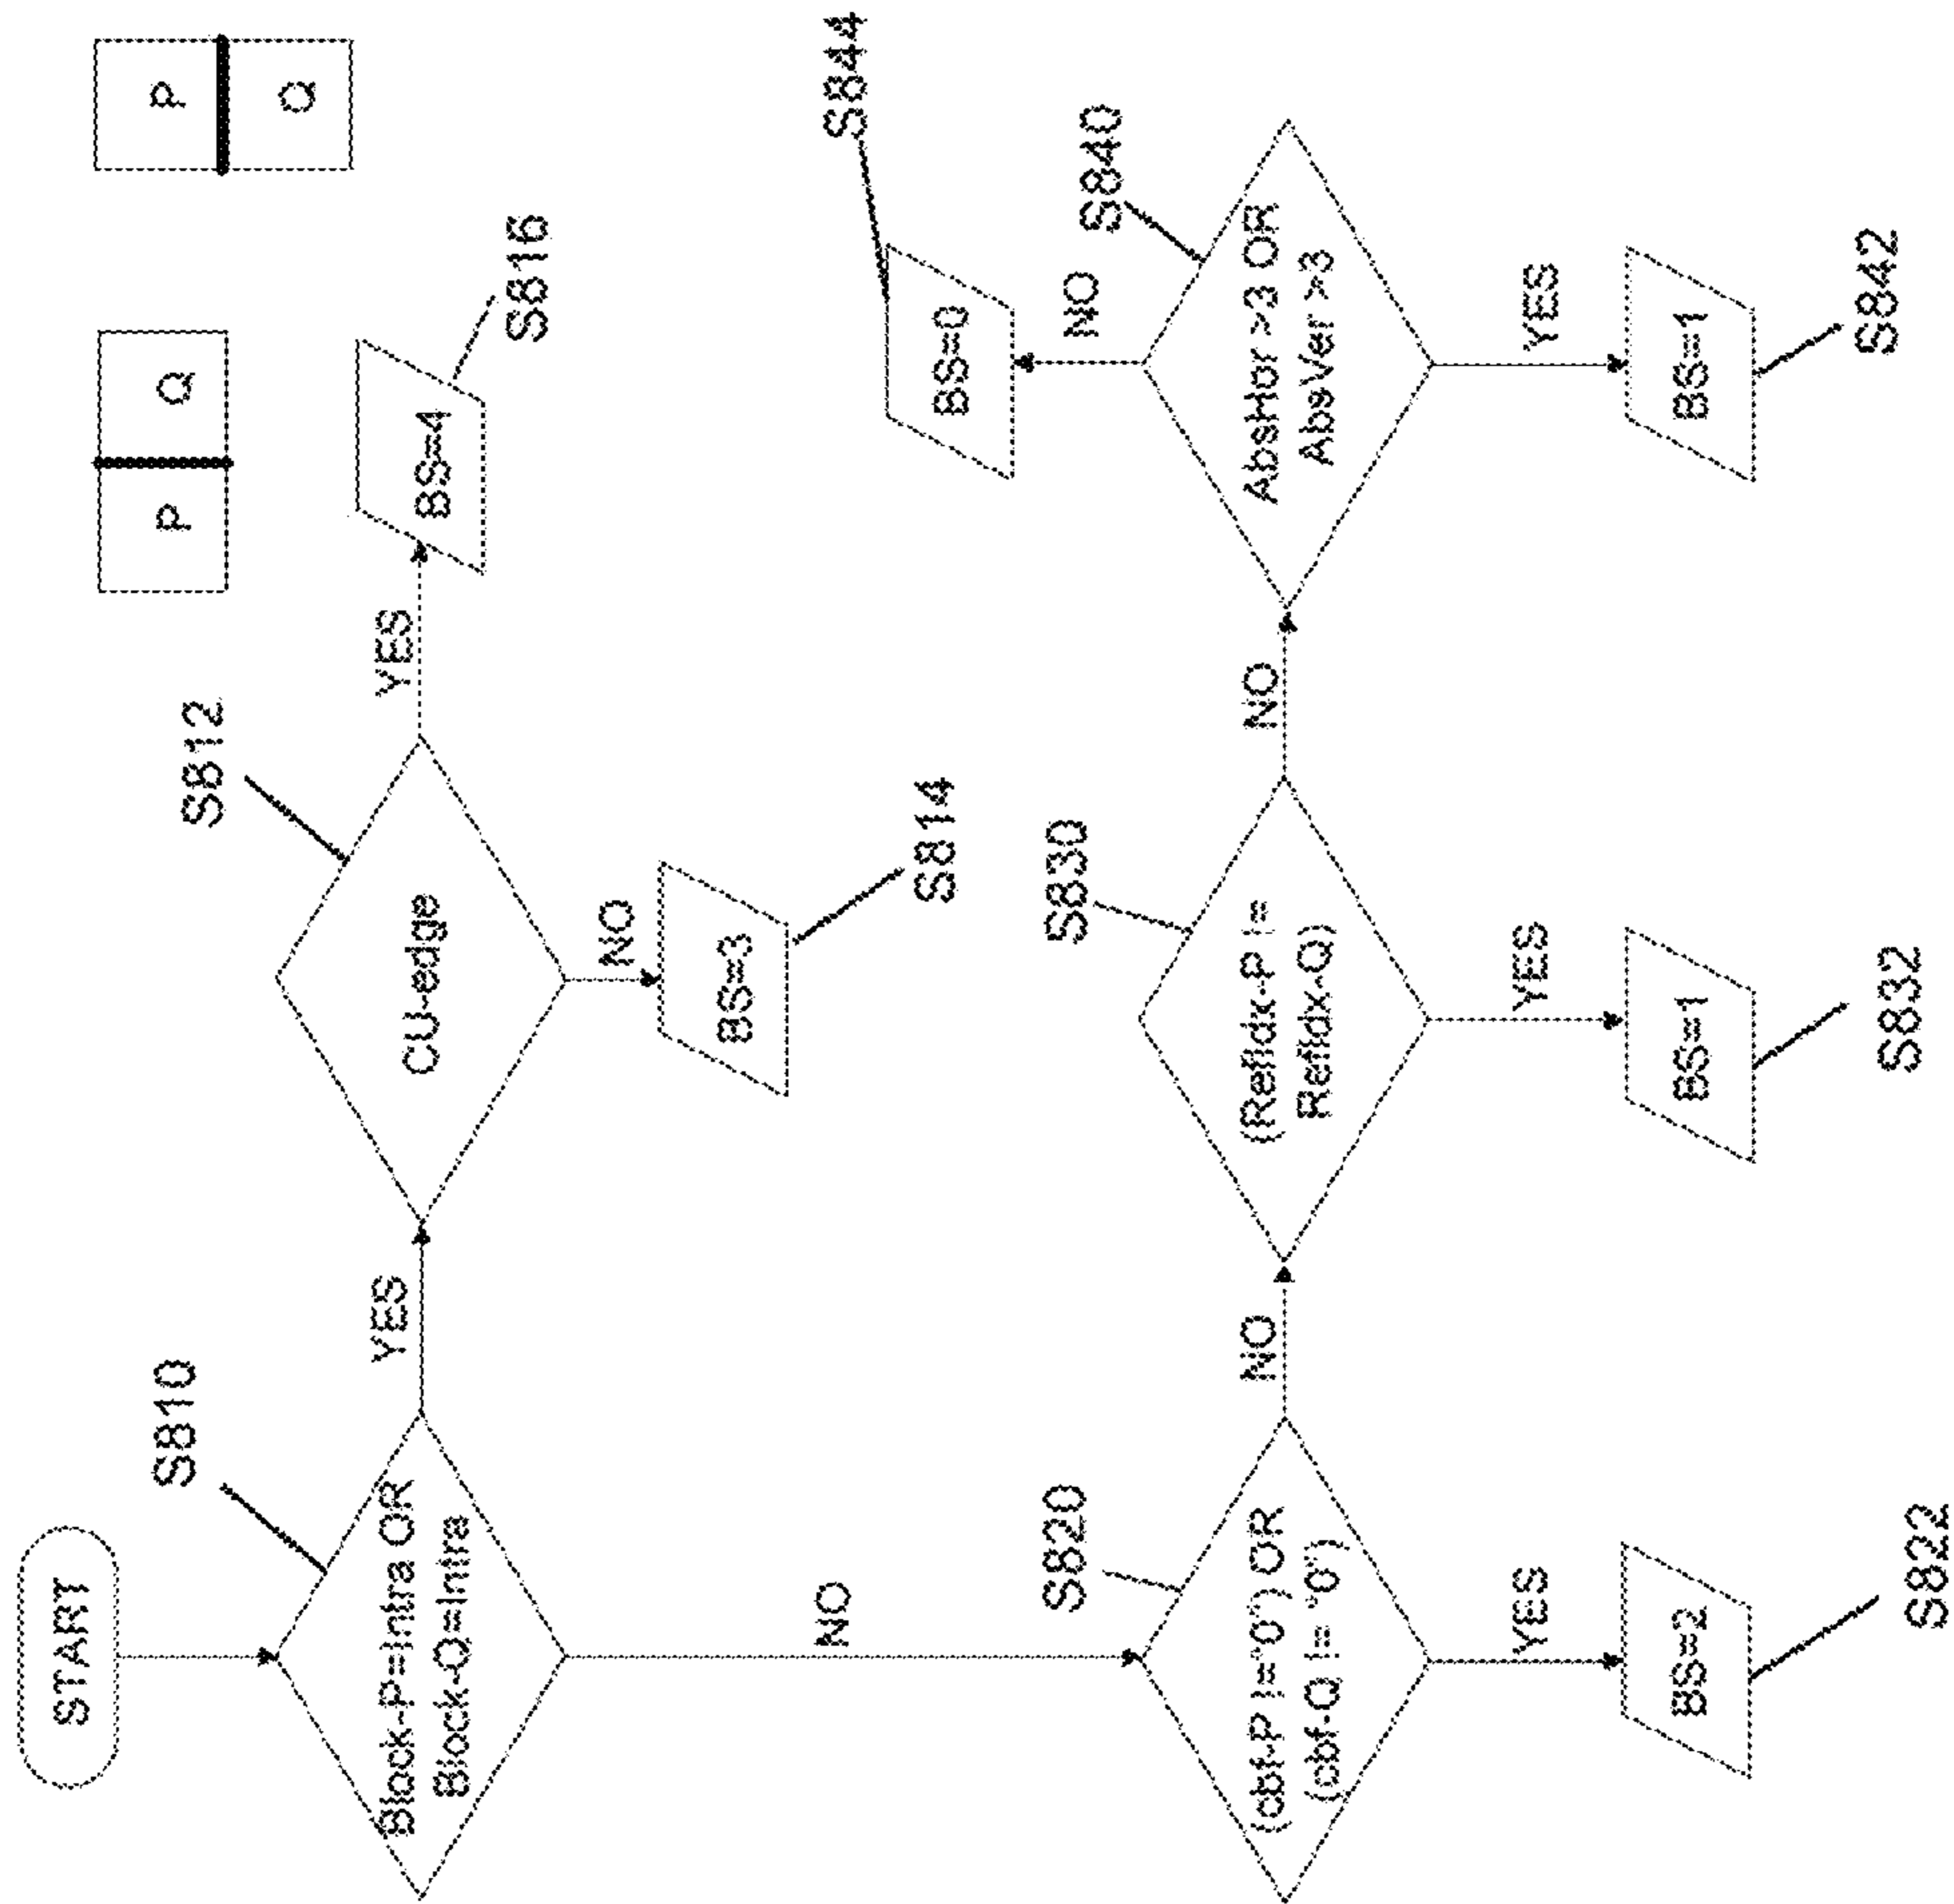 START
S810
Block-P=Intra OR
Block-Q=Intra
YES
S812
CU-edge
YES
BS=4
S816
P Q
P
Q
NO
BS=3
S814
NO
S820
(cbf-P !='0') OR
(cbf-Q != '0')
YES
BS=2
S822
NO
S830
(RefIdx-P !=
RefIdx-Q)
YES
BS=1
S832
NO
S840
AbsHor >3 OR
AbsVer >3
NO
BS=0
S844
YES
BS=1
S842